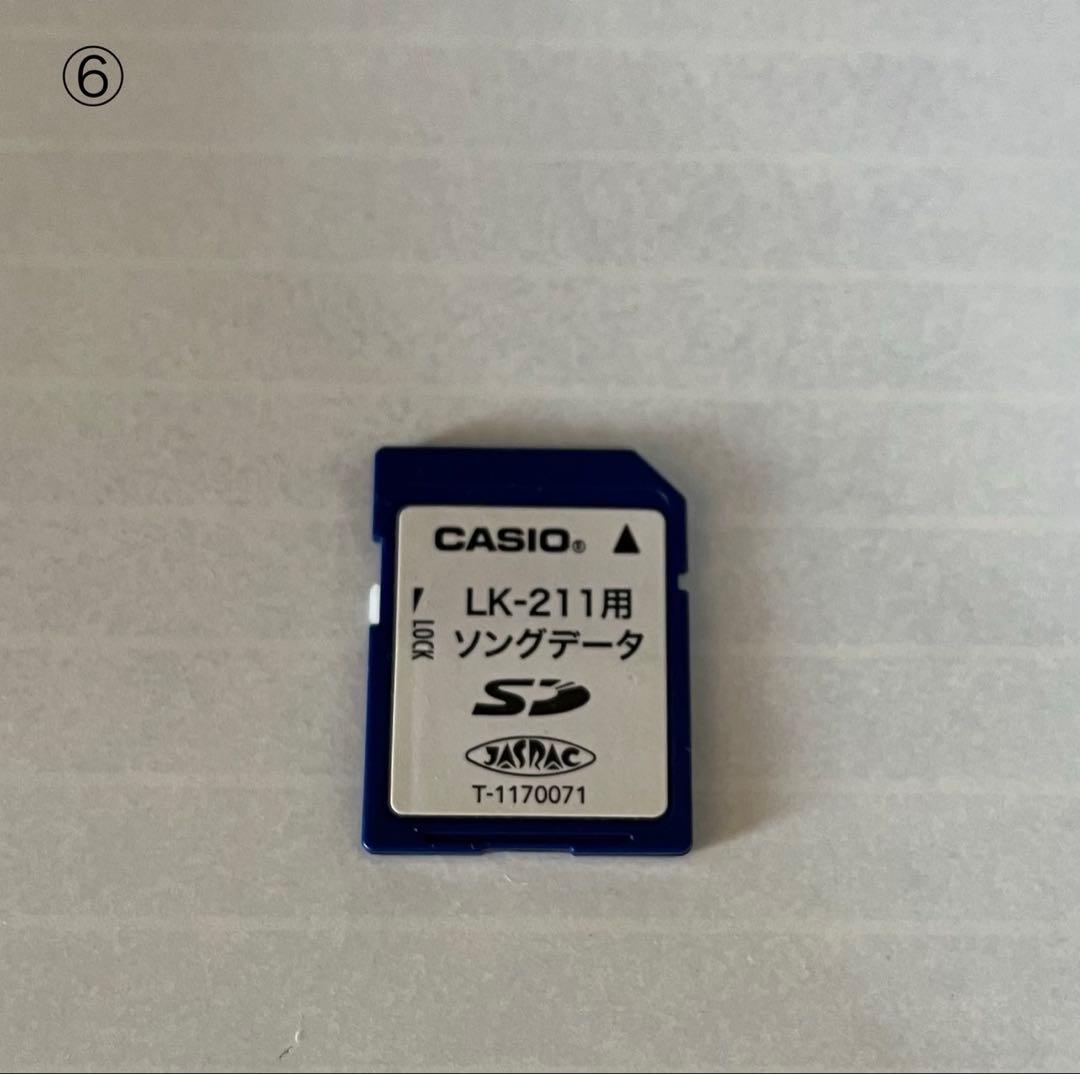 ⑥
CASIO® ▲
LK-211用
ソングデータ
LOCK
SD
JASRAC
T-1170071